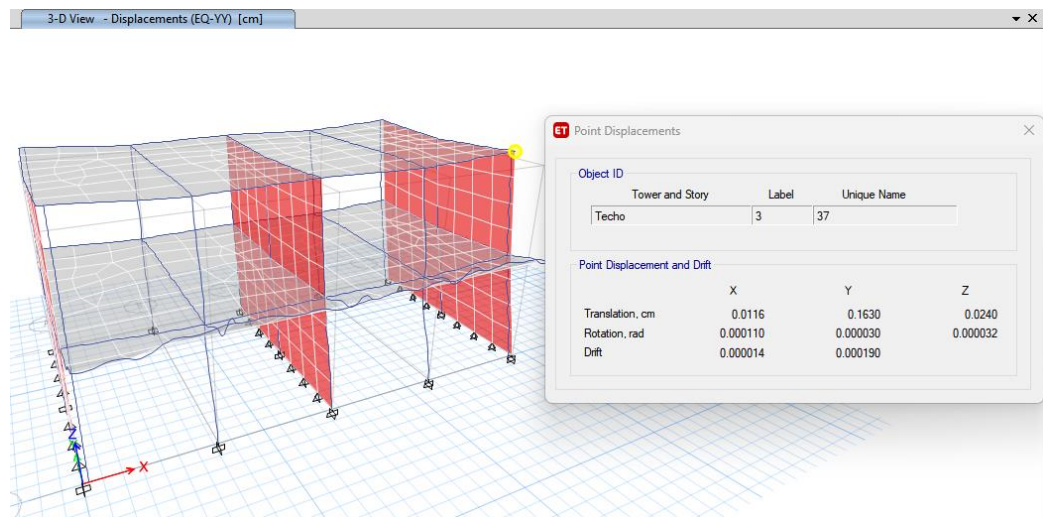 3-D View - Displacements (EQ-YY) [cm]
ET Point Displacements
Object ID
Tower and Story Label Unique Name
Techo 3 37
Point Displacement and Drift
X Y Z
Translation, cm 0.0116 0.1630 0.0240
Rotation, rad 0.000110 0.000030 0.000032
Drift 0.000014 0.000190
Z
X